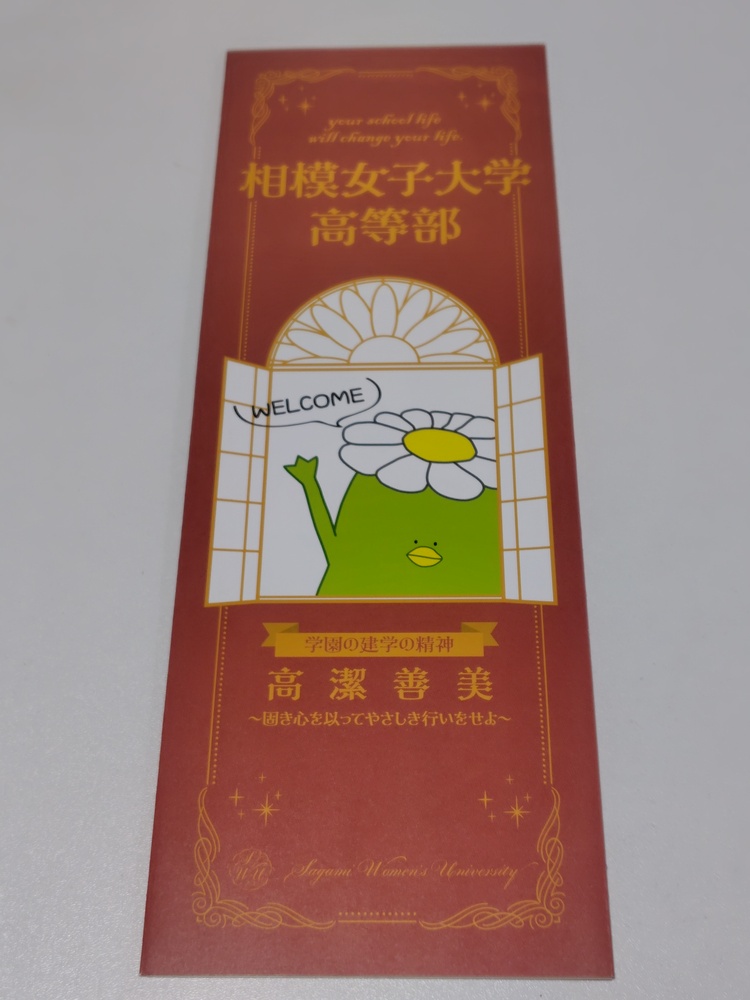 your school life
will change your life.
相模女子大学
高等部
WELCOME
学園の建学の精神
高潔善美
～固き心を以ってやさしき行いをせよ～
Sagami Women's University